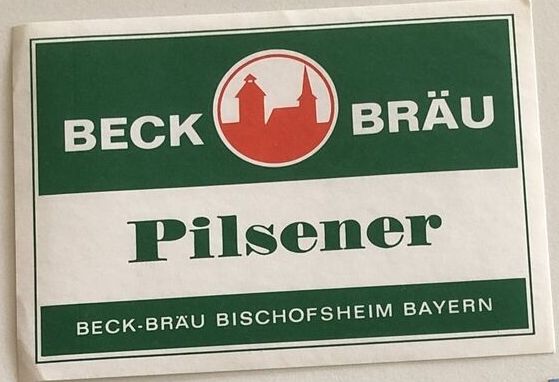 BECK BRÄU
Pilsener
BECK-BRÄU BISCHOFSHEIM BAYERN